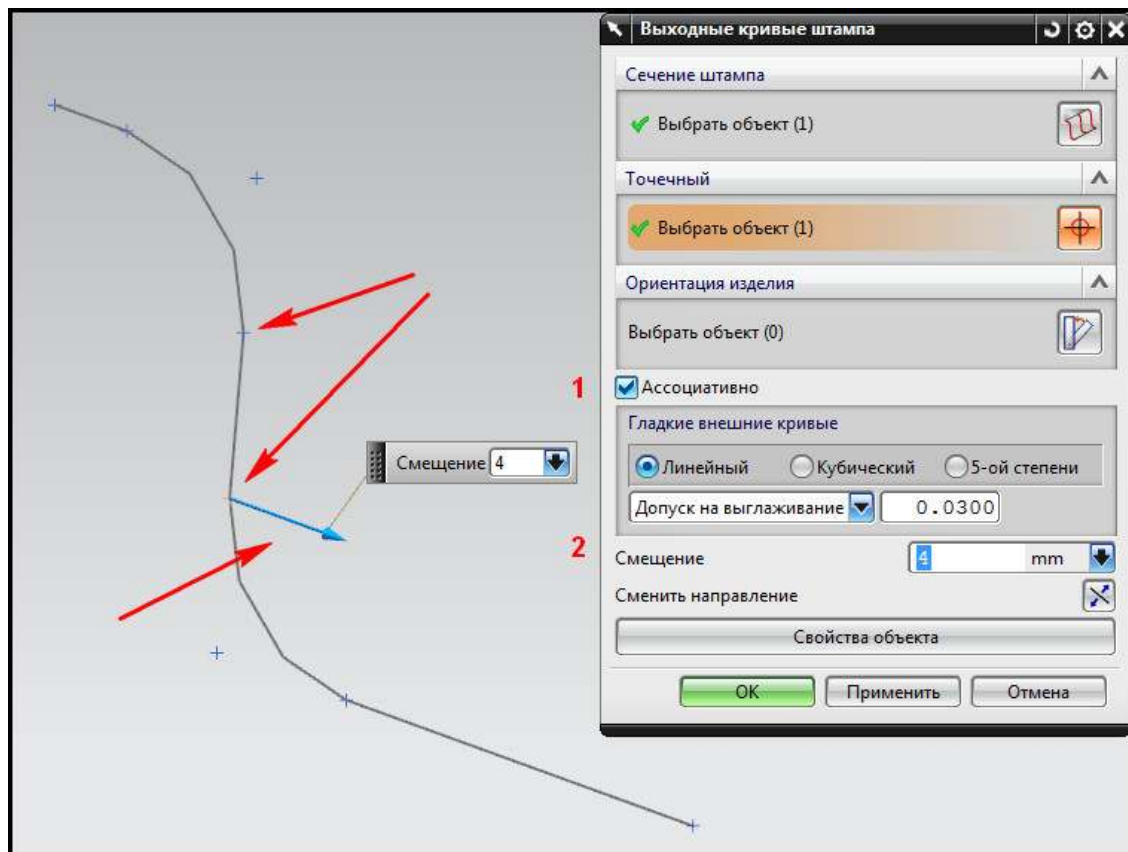 Выходные кривые штампа
Сечение штампа
Выбрать объект (1)
Точечный
Выбрать объект (1)
Ориентация изделия
Выбрать объект (0)
1
Ассоциативно
Гладкие внешние кривые
Линейный Кубический 5-ой степени
Смещение 4
Допуск на выглаживание 0.0300
2
Смещение 4 mm
Сменить направление
Свойства объекта
OK Применить Отмена